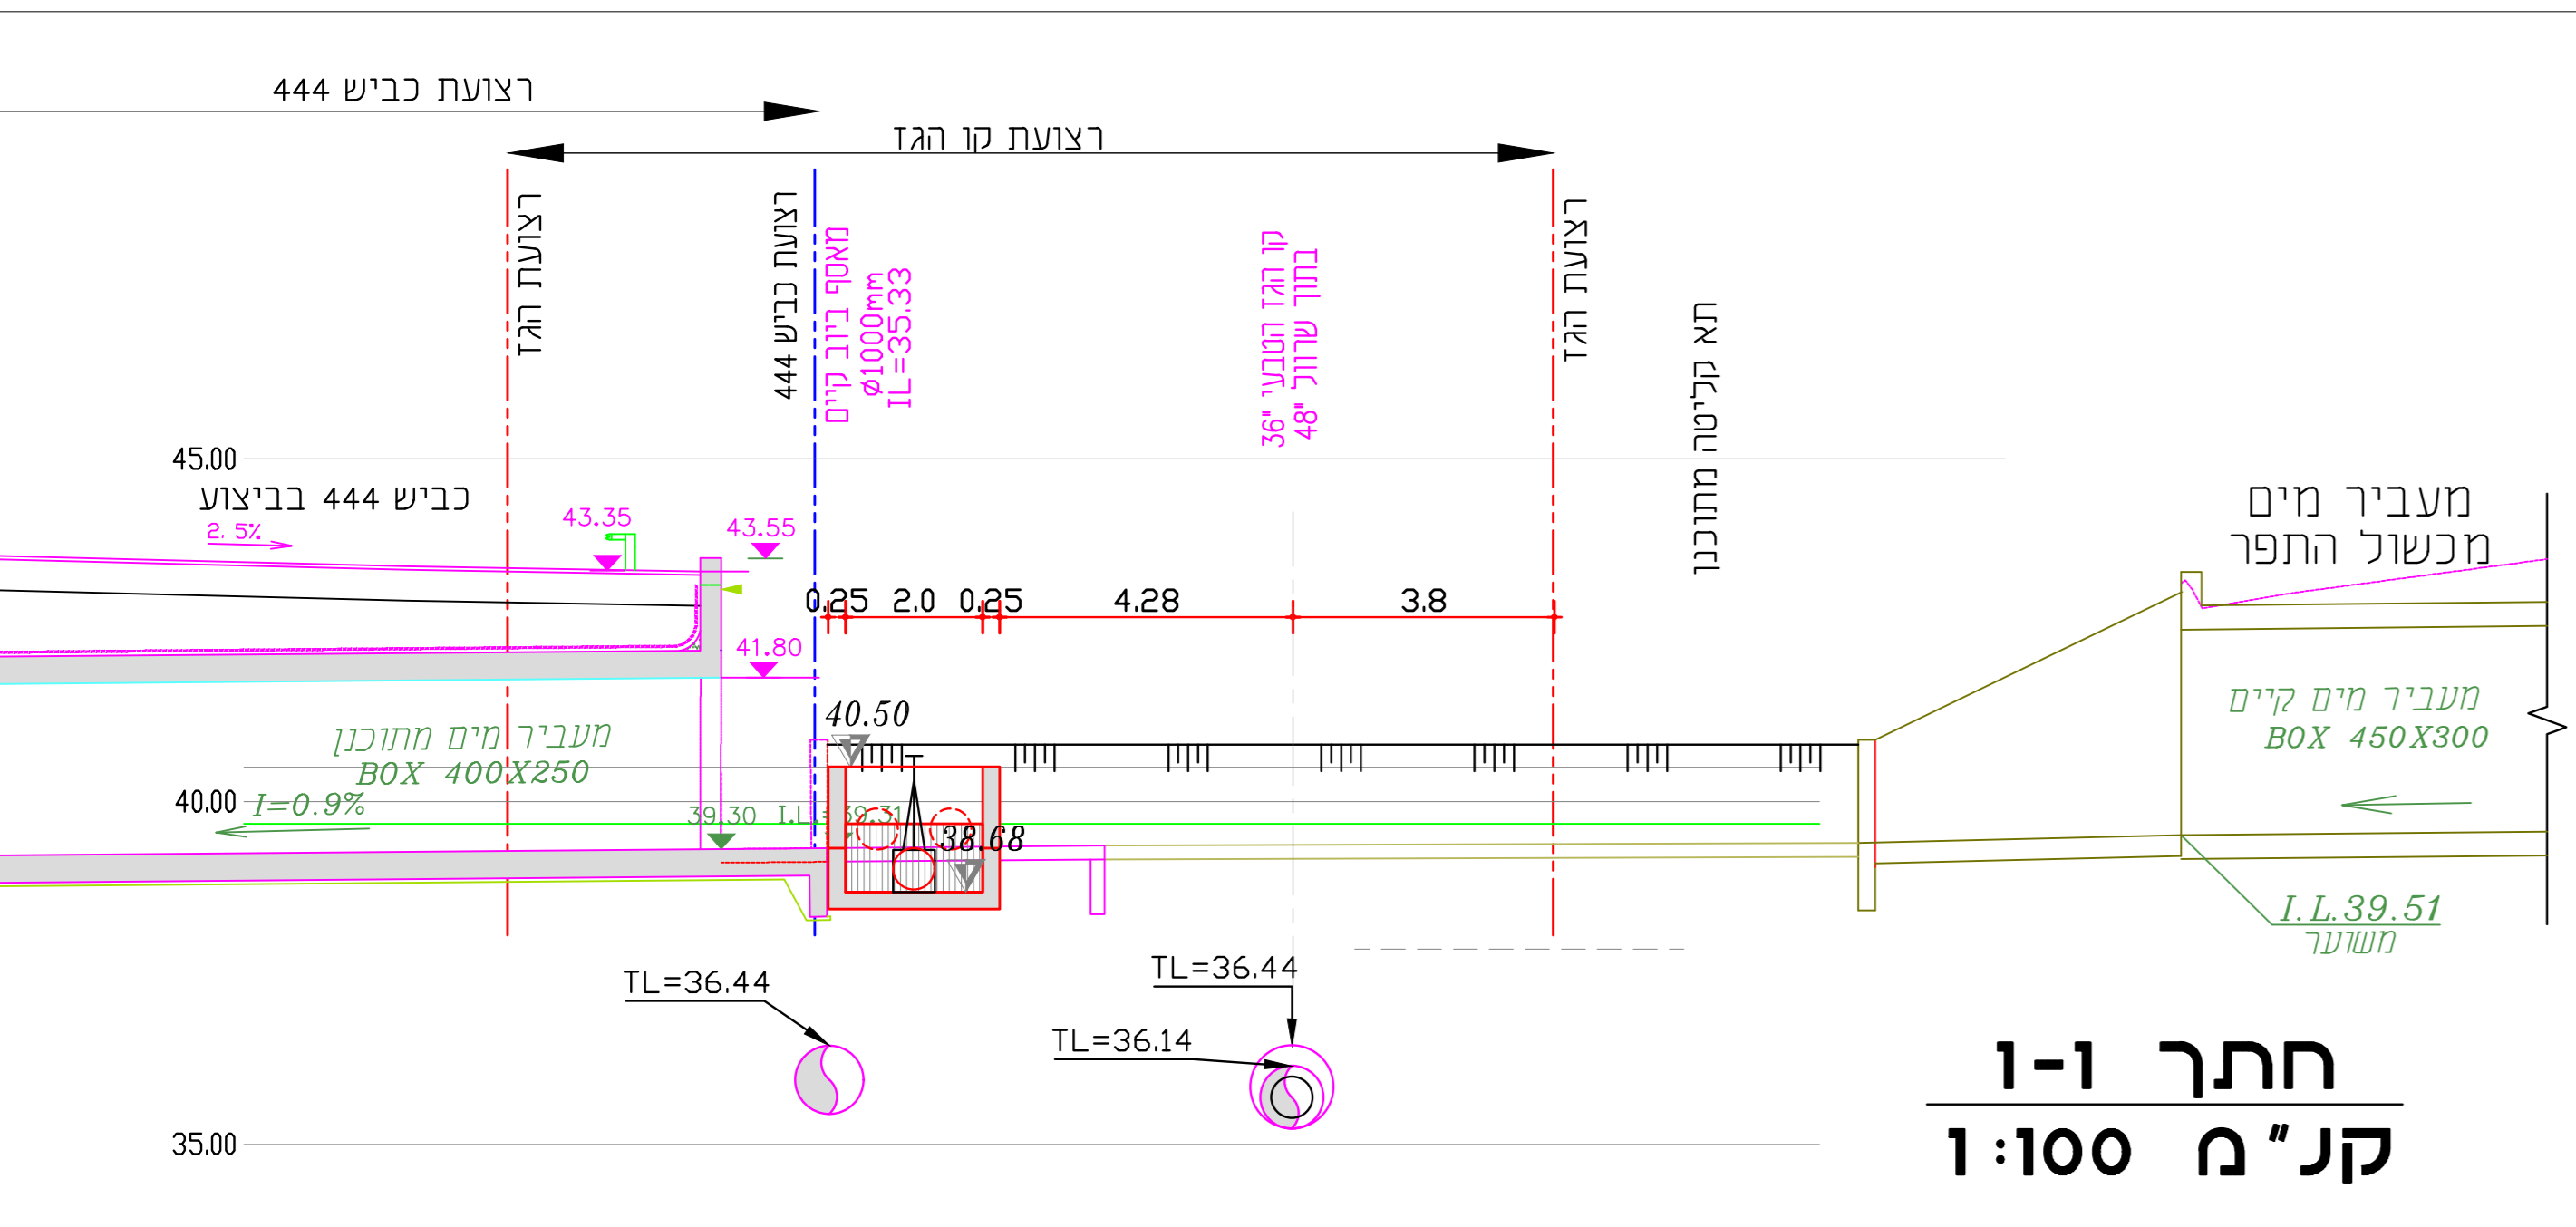 רצועת כביש 444
רצועת קו הגז
רצועת הגז
רצועת כביש 444
מאסף ביוב קיים
ø1000mm
IL=35.33
קו הגז הטבעי "36
בתוך שרוול "48
רצועת הגז
תא קליטה מתוכנן
45.00
כביש 444 בביצוע
2.5%
43.35
43.55
מעביר מים
מכשול התפר
0.25
2.0
0.25
4.28
3.8
41.80
40.50
מעביר מים מתוכנן
BOX 400X250
I=0.9%
40.00
39.30
I.L.=39.31
38.68
מעביר מים קיים
BOX 450X300
I.L.39.51
משוער
TL=36.44
TL=36.44
TL=36.14
35.00
חתך 1-1
קנ"מ 1:100